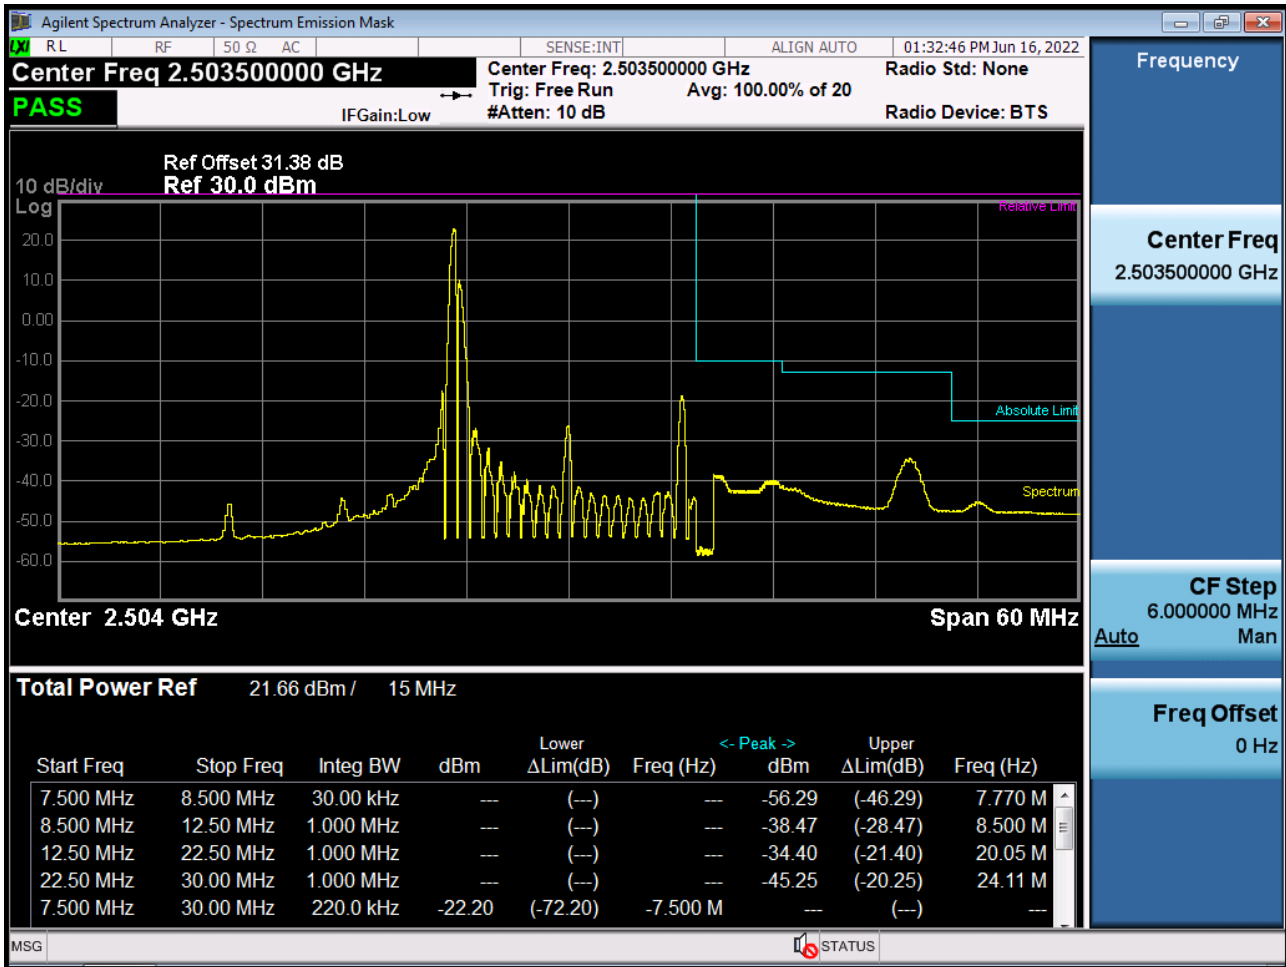 Agilent Spectrum Analyzer - Spectrum Emission Mask
LXI RL RF 50 Ω AC SENSE:INT ALIGN AUTO 01:32:46 PM Jun 16, 2022
Center Freq 2.503500000 GHz
Center Freq: 2.503500000 GHz Radio Std: None
Trig: Free Run Avg: 100.00% of 20
PASS
IFGain:Low #Atten: 10 dB Radio Device: BTS
Ref Offset 31.38 dB
10 dB/div Ref 30.0 dBm
Log
Relative Limit
20.0
10.0
0.00
-10.0
-20.0
Absolute Limit
-30.0
-40.0
Spectrum
-50.0
-60.0
Center 2.504 GHz Span 60 MHz
Total Power Ref 21.66 dBm / 15 MHz
Lower <- Peak -> Upper
Start Freq Stop Freq Integ BW dBm ΔLim(dB) Freq (Hz) dBm ΔLim(dB) Freq (Hz)
7.500 MHz 8.500 MHz 30.00 kHz --- (---) --- -56.29 (-46.29) 7.770 M
8.500 MHz 12.50 MHz 1.000 MHz --- (---) --- -38.47 (-28.47) 8.500 M
12.50 MHz 22.50 MHz 1.000 MHz --- (---) --- -34.40 (-21.40) 20.05 M
22.50 MHz 30.00 MHz 1.000 MHz --- (---) --- -45.25 (-20.25) 24.11 M
7.500 MHz 30.00 MHz 220.0 kHz -22.20 (-72.20) -7.500 M --- (---) ---
MSG STATUS
Frequency
Center Freq
2.503500000 GHz
CF Step
6.000000 MHz
Auto Man
Freq Offset
0 Hz